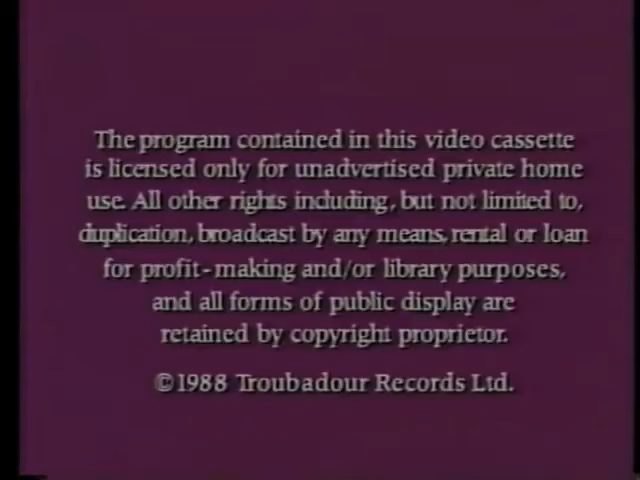 The program contained in this video cassette
is licensed only for unadvertised private home
use. All other rights including, but not limited to,
duplication, broadcast by any means, rental or loan
for profit-making and/or library purposes,
and all forms of public display are
retained by copyright proprietor.
©1988 Troubadour Records Ltd.